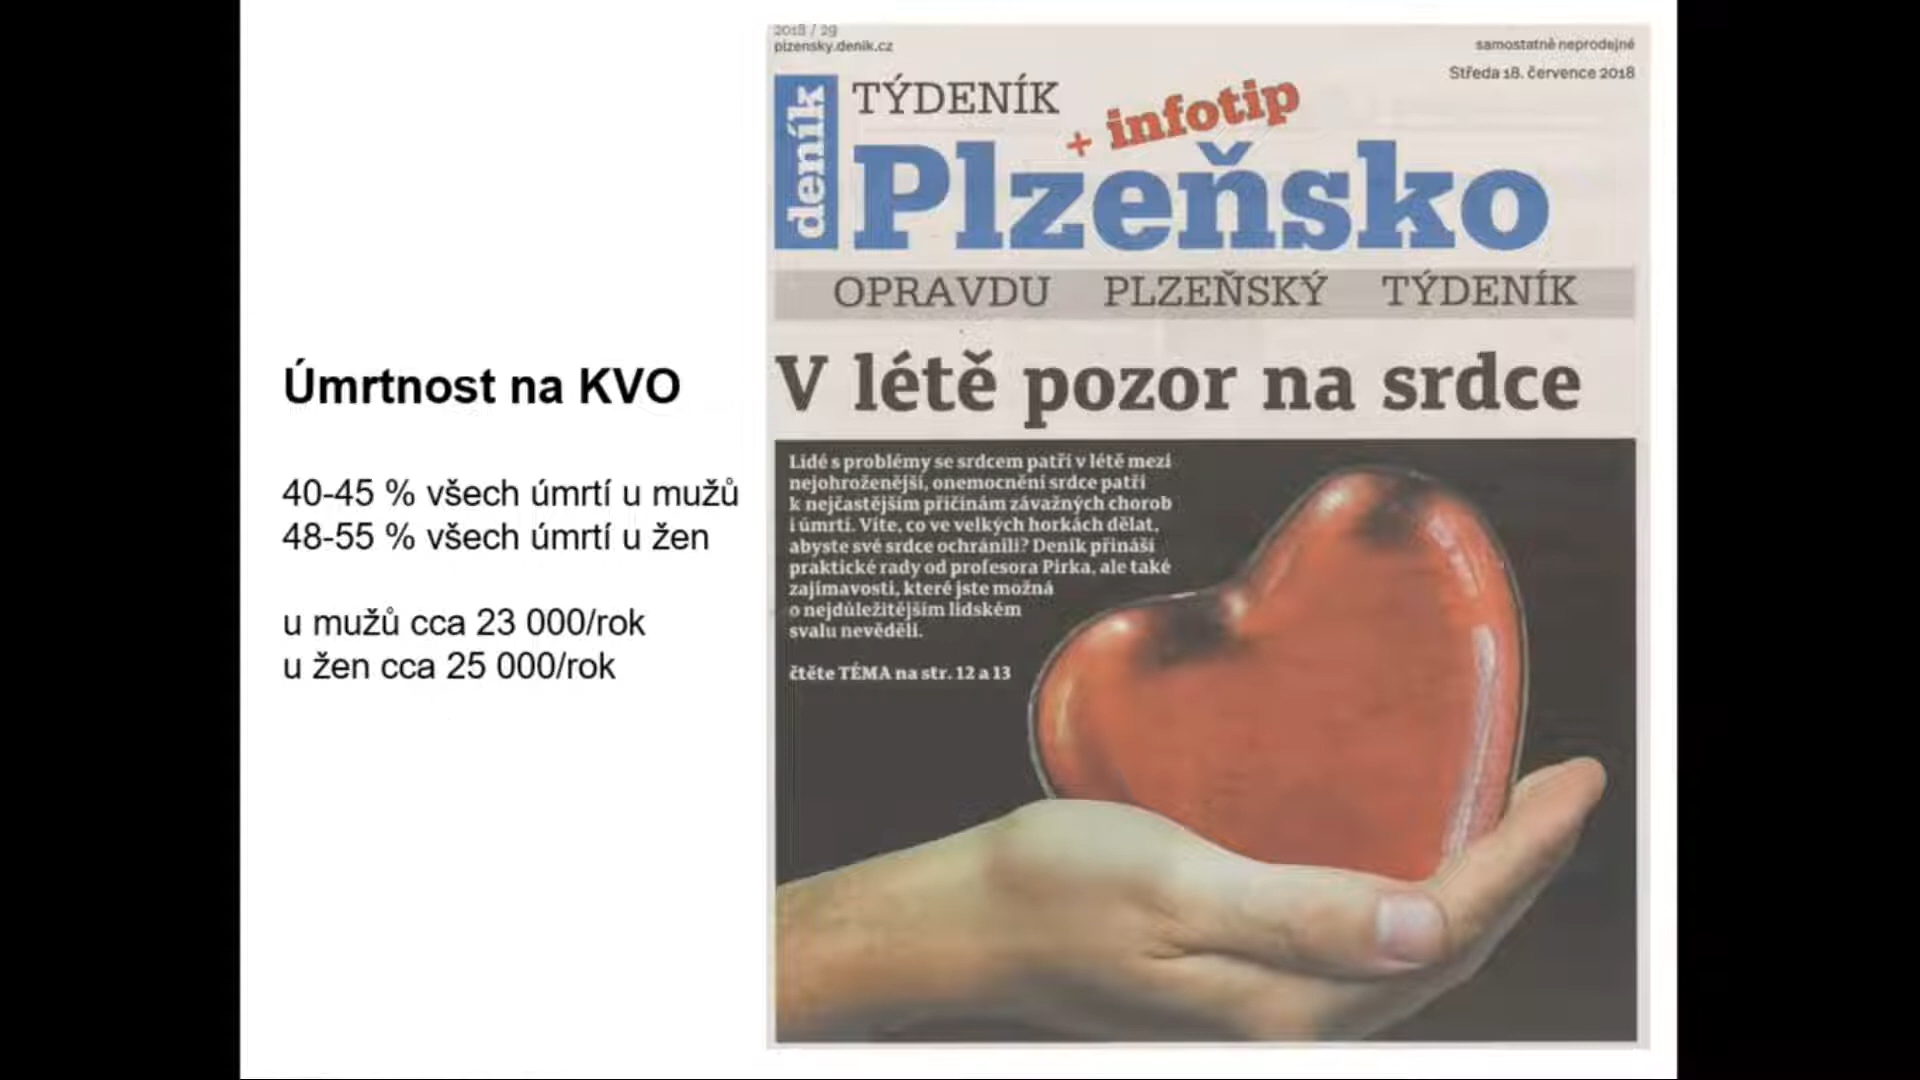 Úmrtnost na KVO
40-45 % všech úmrtí u mužů
48-55 % všech úmrtí u žen
u mužů cca 23 000/rok
u žen cca 25 000/rok
2018 / 29
plzensky.denik.cz
samostatně neprodejné
Středa 18. července 2018
deník
TÝDENÍK
+ infotip
Plzeňsko
OPRAVDU PLZEŇSKÝ TÝDENÍK
V létě pozor na srdce
Lidé s problémy se srdcem patří v létě mezi
nejohroženější, onemocnění srdce patří
k nejčastějším příčinám závažných chorob
i úmrtí. Víte, co ve velkých horkách dělat,
abyste své srdce ochránili? Deník přináší
praktické rady od profesora Pirka, ale také
zajímavosti, které jste možná
o nejdůležitějším lidském
svalu nevěděli.
čtěte TÉMA na str. 12 a 13